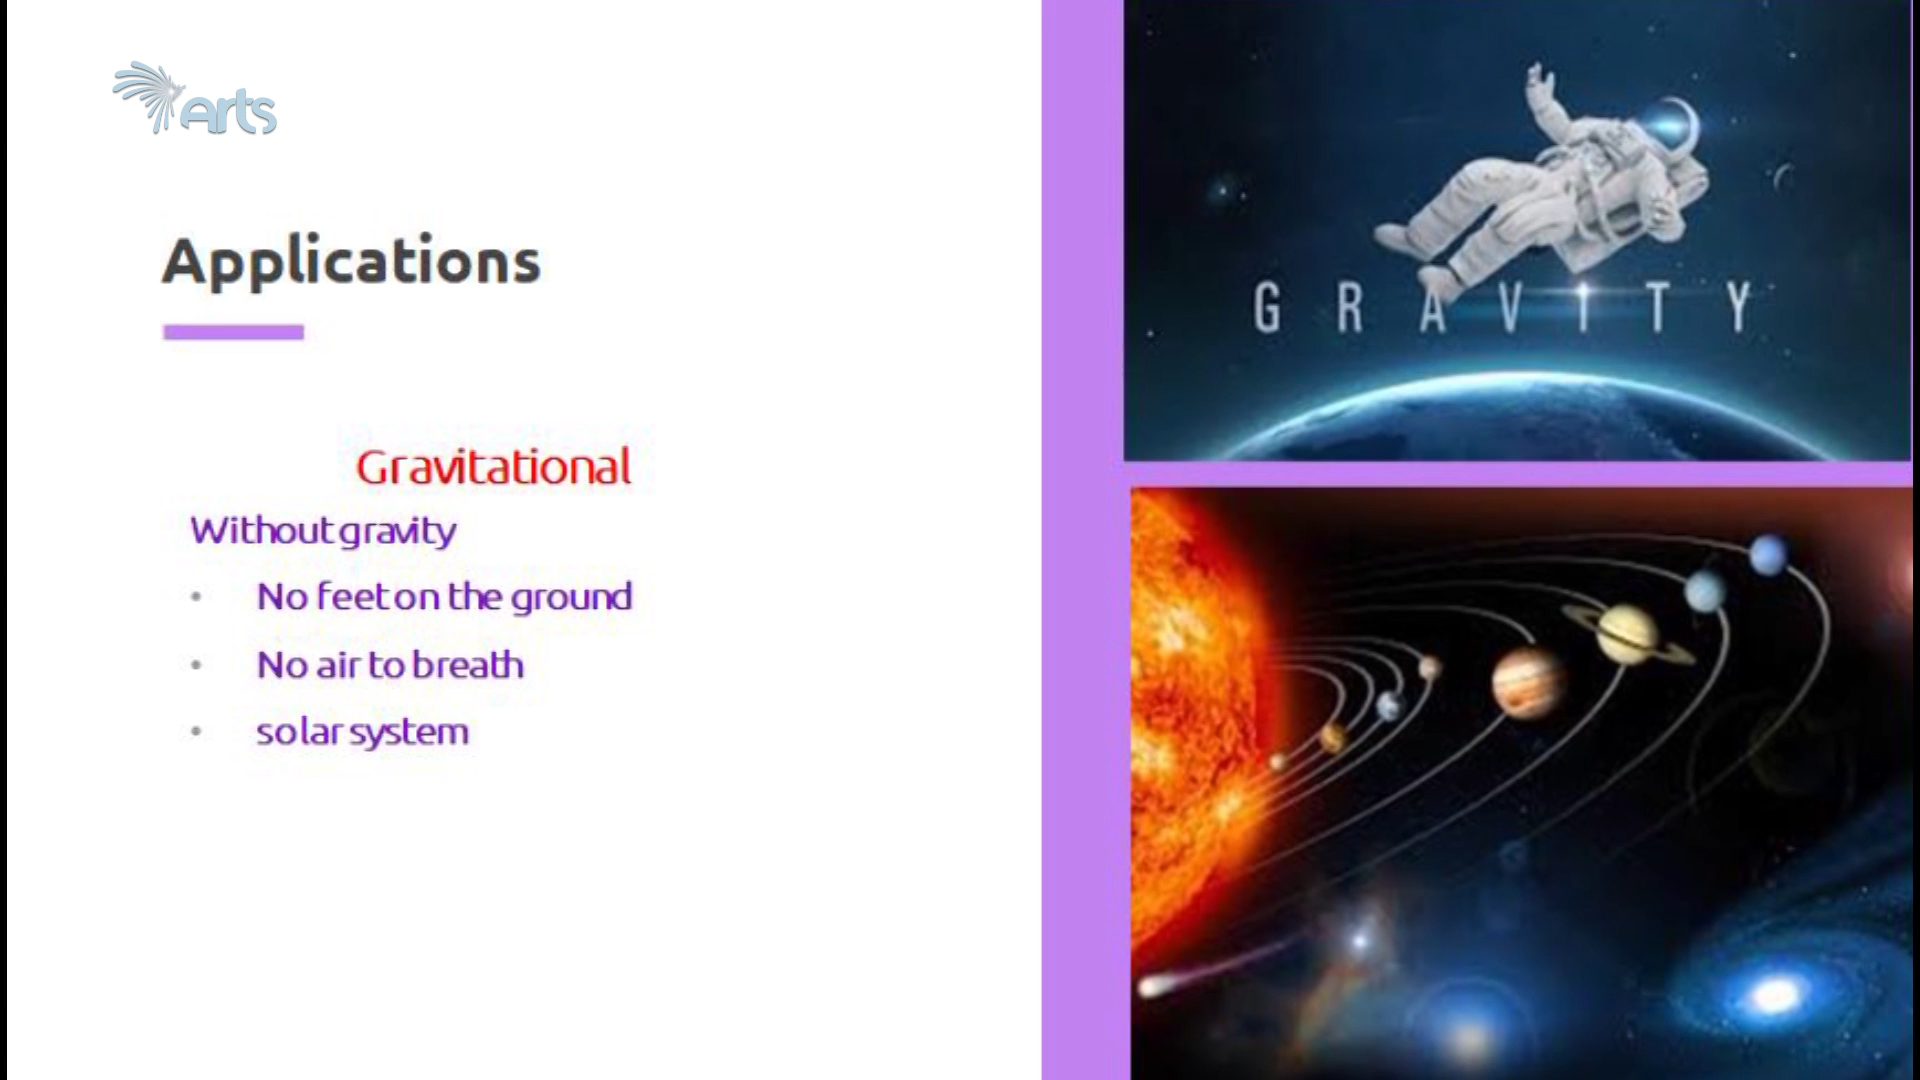 arts
Applications
Gravitational
Without gravity
• No feet on the ground
• No air to breath
• solar system
GRAVITY